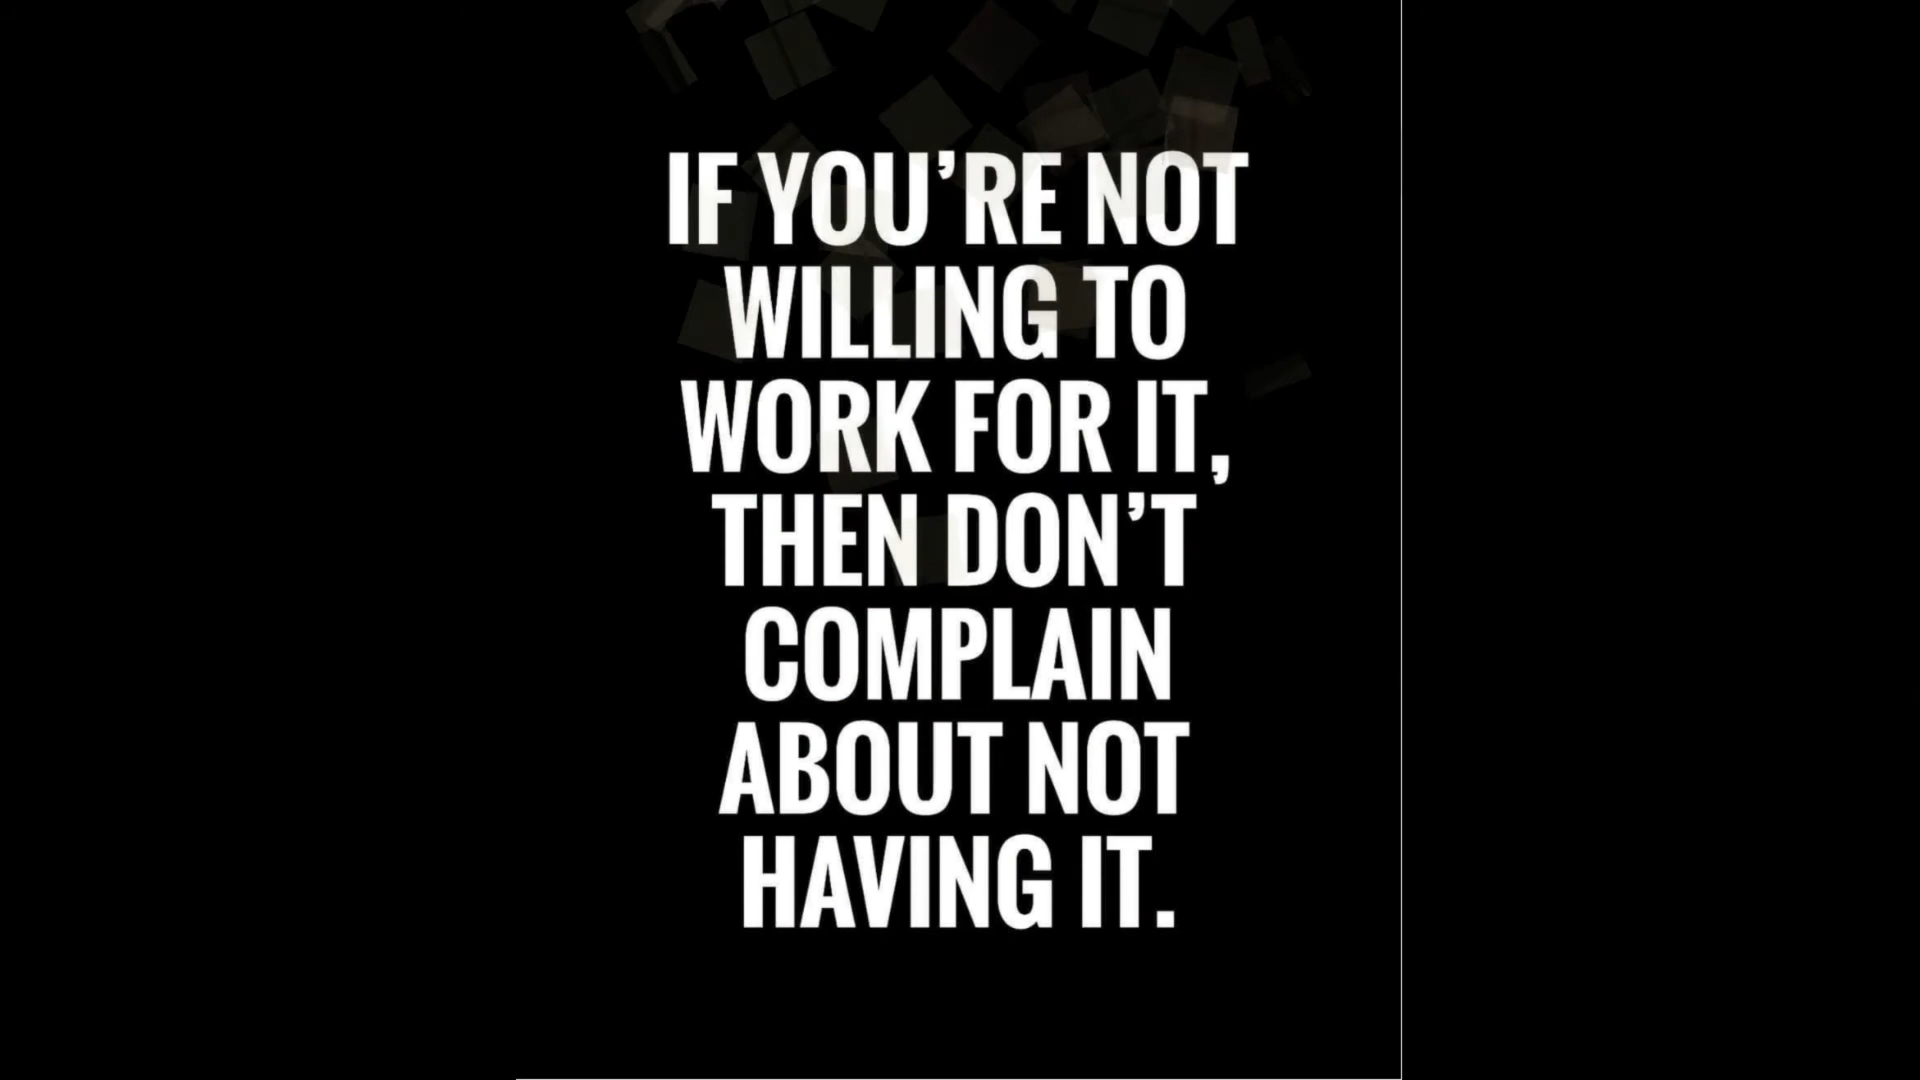 IF YOU’RE NOT
WILLING TO
WORK FOR IT,
THEN DON’T
COMPLAIN
ABOUT NOT
HAVING IT.